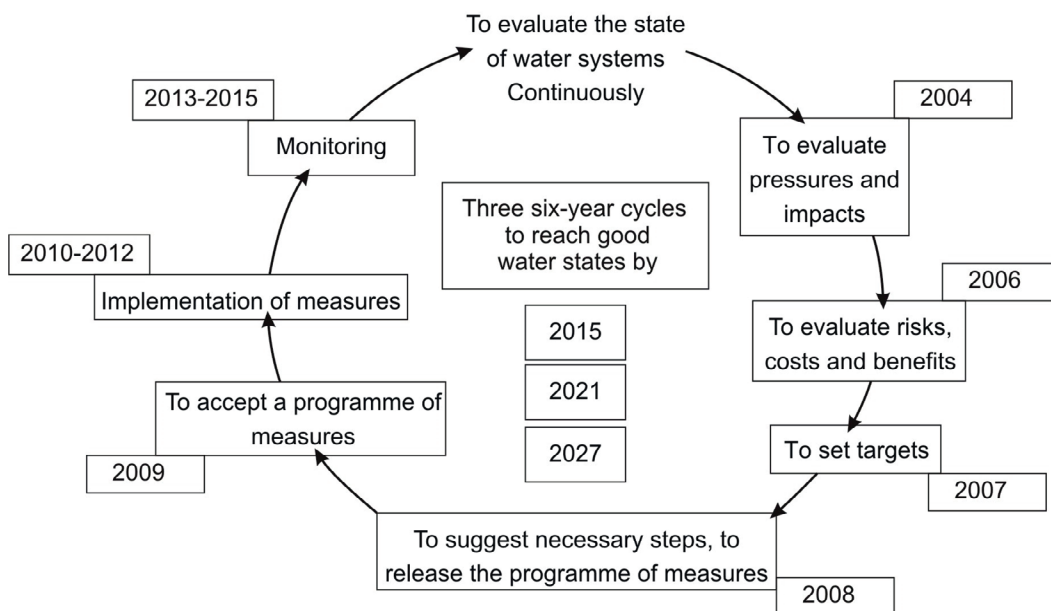 To evaluate the state
of water systems
Continuously
2004
To evaluate
pressures and
impacts
2006
To evaluate risks,
costs and benefits
To set targets
2007
To suggest necessary steps, to
release the programme of measures
2008
To accept a programme of
measures
2009
2010-2012
Implementation of measures
2013-2015
Monitoring
Three six-year cycles
to reach good
water states by
2015
2021
2027